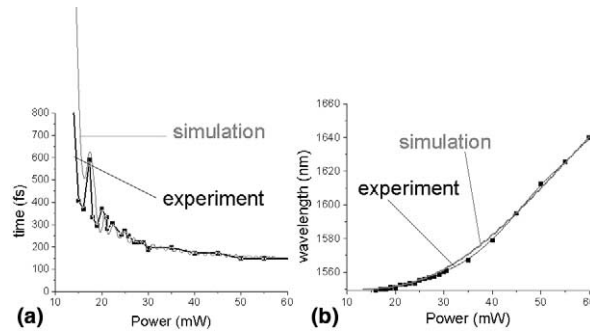 800
700
600
500
400
300
200
100
0
time (fs)
simulation
experiment
10 20 30 40 50 60
Power (mW)
(a)
1660
1640
1620
1600
1580
1560
wavelength (nm)
simulation
experiment
10 20 30 40 50 60
Power (mW)
(b)